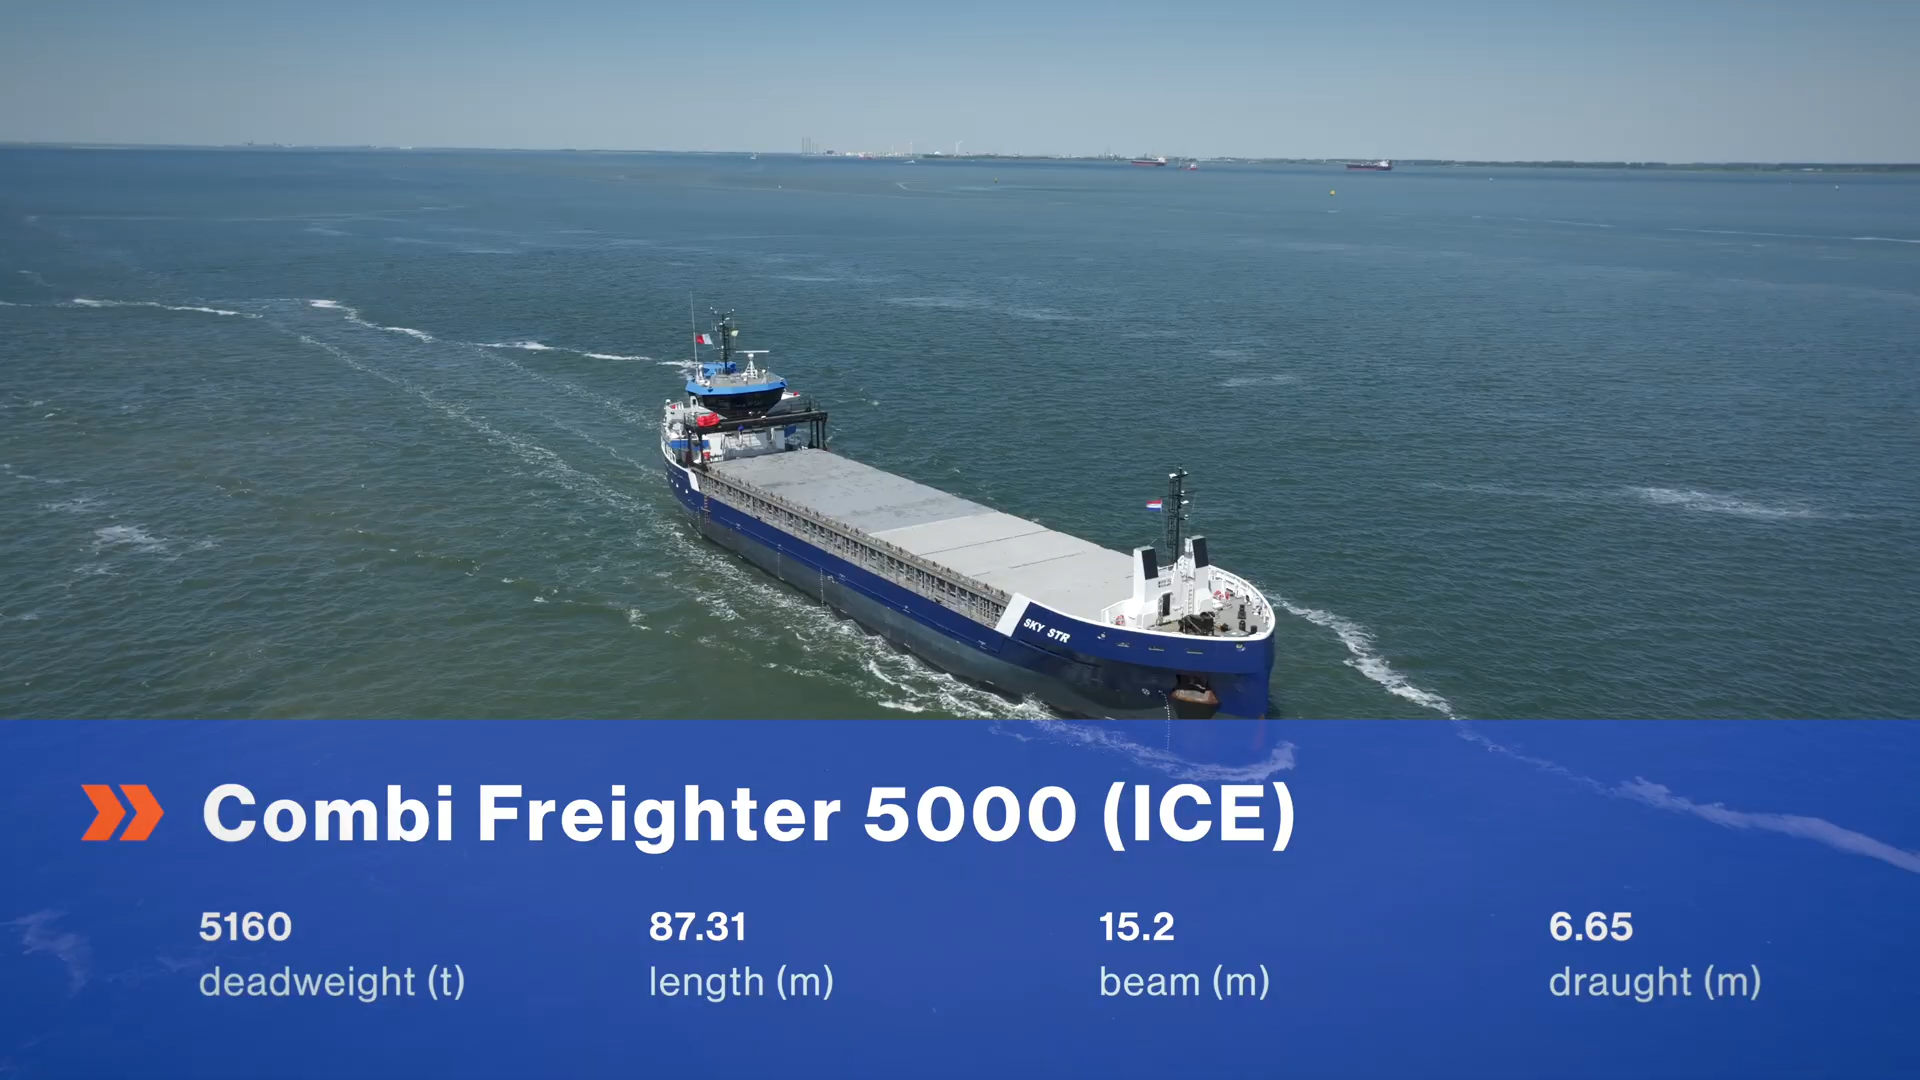 SKY STR
Combi Freighter 5000 (ICE)
5160
deadweight (t)
87.31
length (m)
15.2
beam (m)
6.65
draught (m)